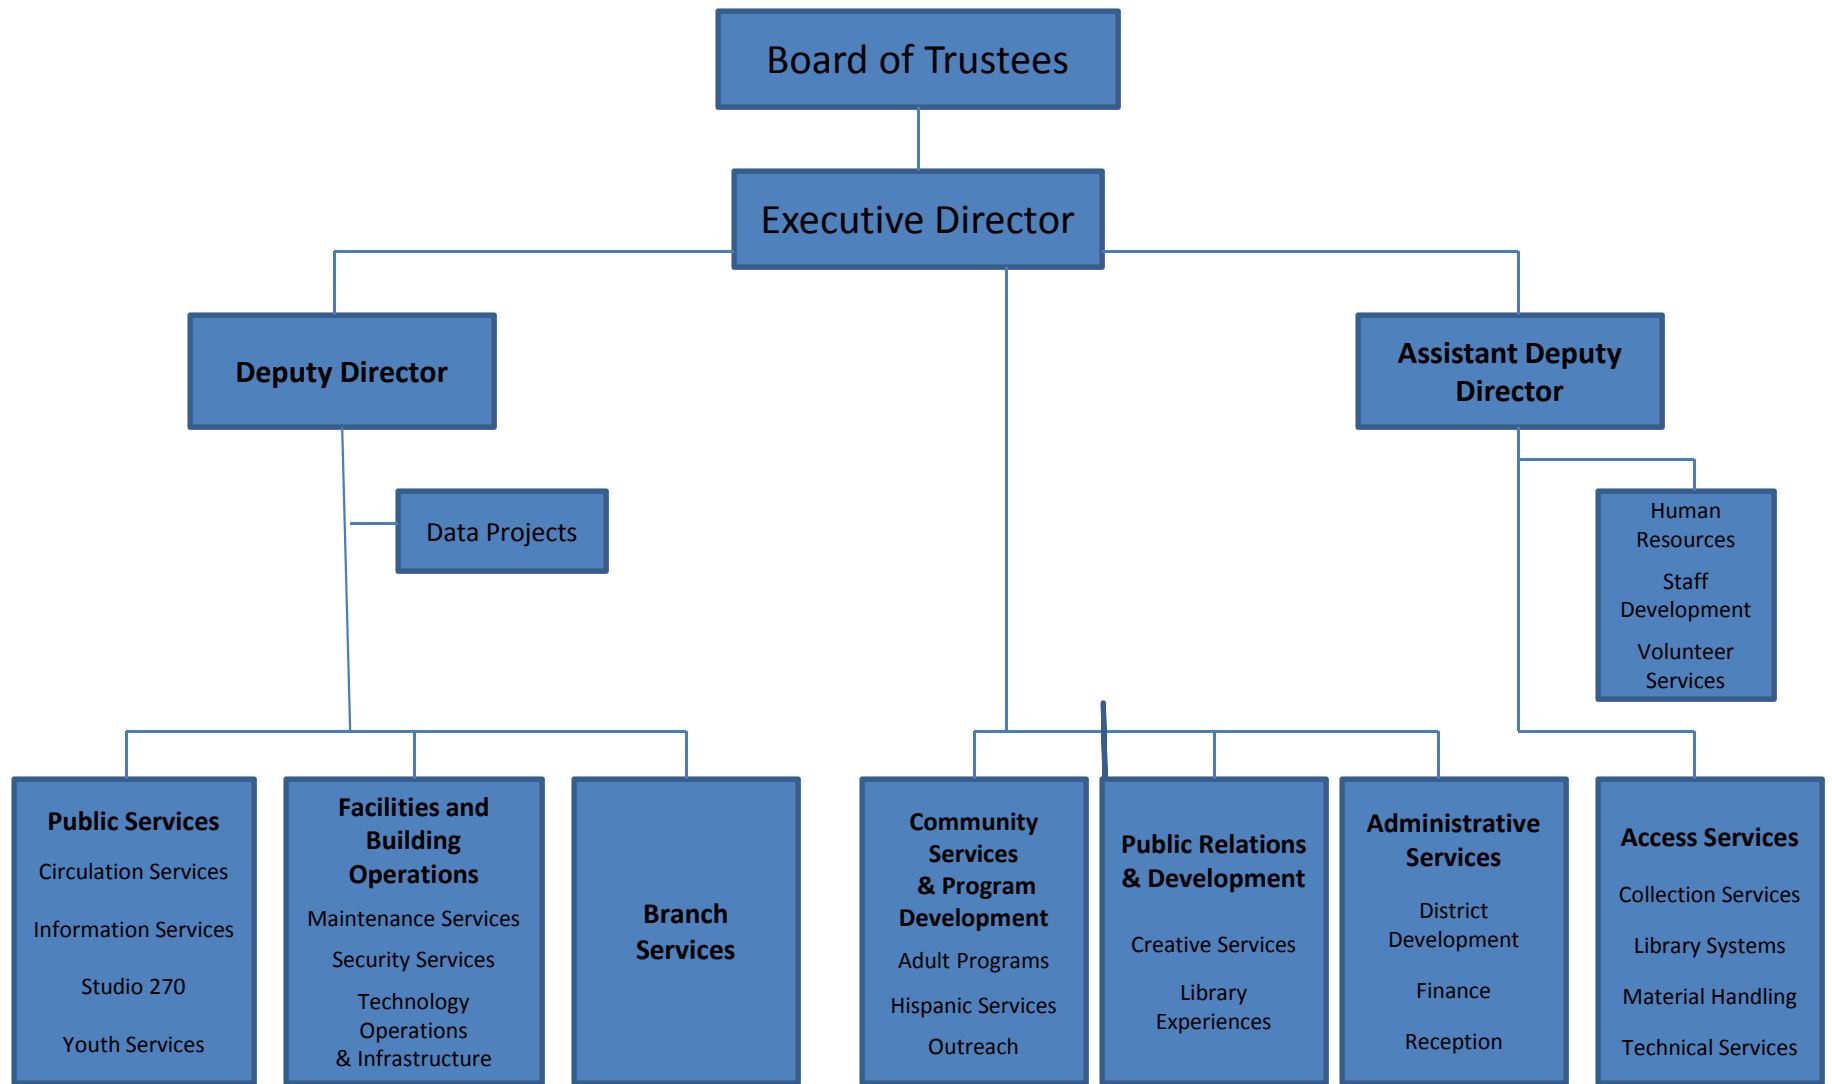 Board of Trustees
Executive Director
Deputy Director
Assistant Deputy
Director
Data Projects
Human
Resources
Staff
Development
Volunteer
Services
Public Services
Circulation Services
Information Services
Studio 270
Youth Services
Facilities and
Building
Operations
Maintenance Services
Security Services
Technology
Operations
& Infrastructure
Branch
Services
Community
Services
& Program
Development
Adult Programs
Hispanic Services
Outreach
Public Relations
& Development
Creative Services
Library
Experiences
Administrative
Services
District
Development
Finance
Reception
Access Services
Collection Services
Library Systems
Material Handling
Technical Services